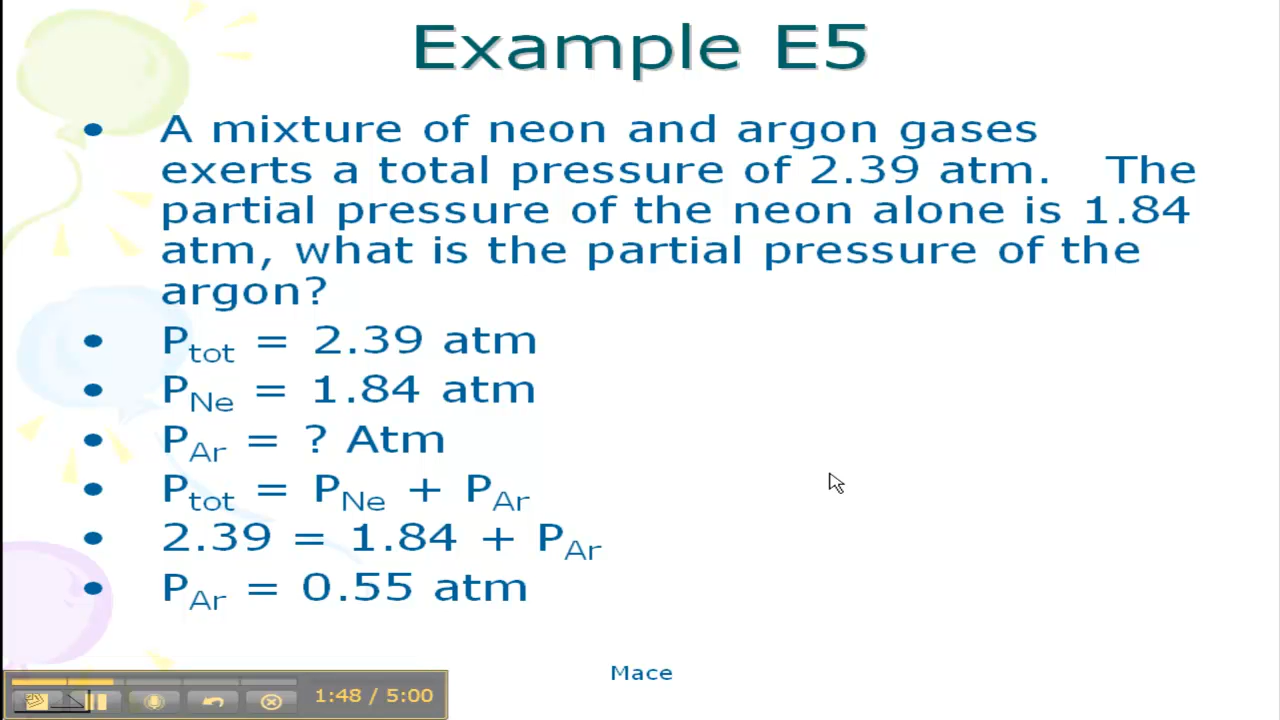 Example E5
• A mixture of neon and argon gases
exerts a total pressure of 2.39 atm. The
partial pressure of the neon alone is 1.84
atm, what is the partial pressure of the
argon?
• Ptot = 2.39 atm
• PNe = 1.84 atm
• PAr = ? Atm
• Ptot = PNe + PAr
• 2.39 = 1.84 + PAr
• PAr = 0.55 atm
Mace
1:48 / 5:00